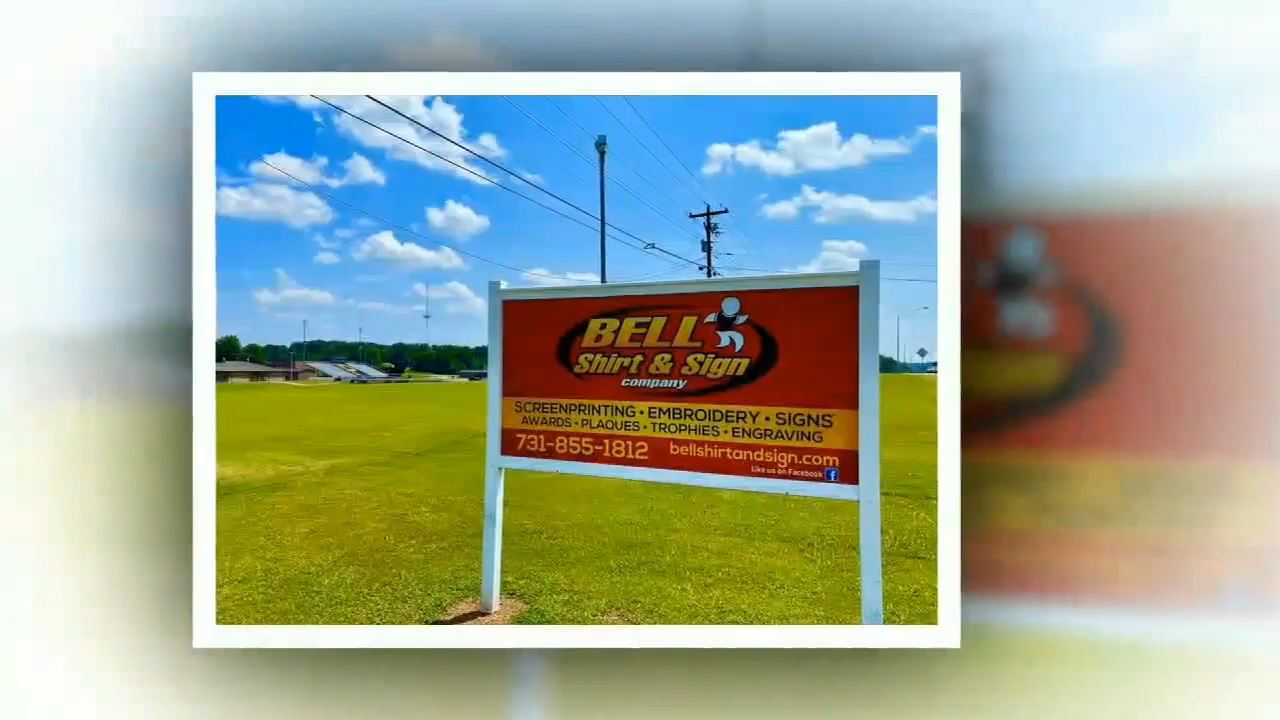 BELL
Shirt & Sign
company
SCREENPRINTING • EMBROIDERY • SIGNS
AWARDS • PLAQUES • TROPHIES • ENGRAVING
731-855-1812 bellshirtandsign.com
Like us on Facebook f